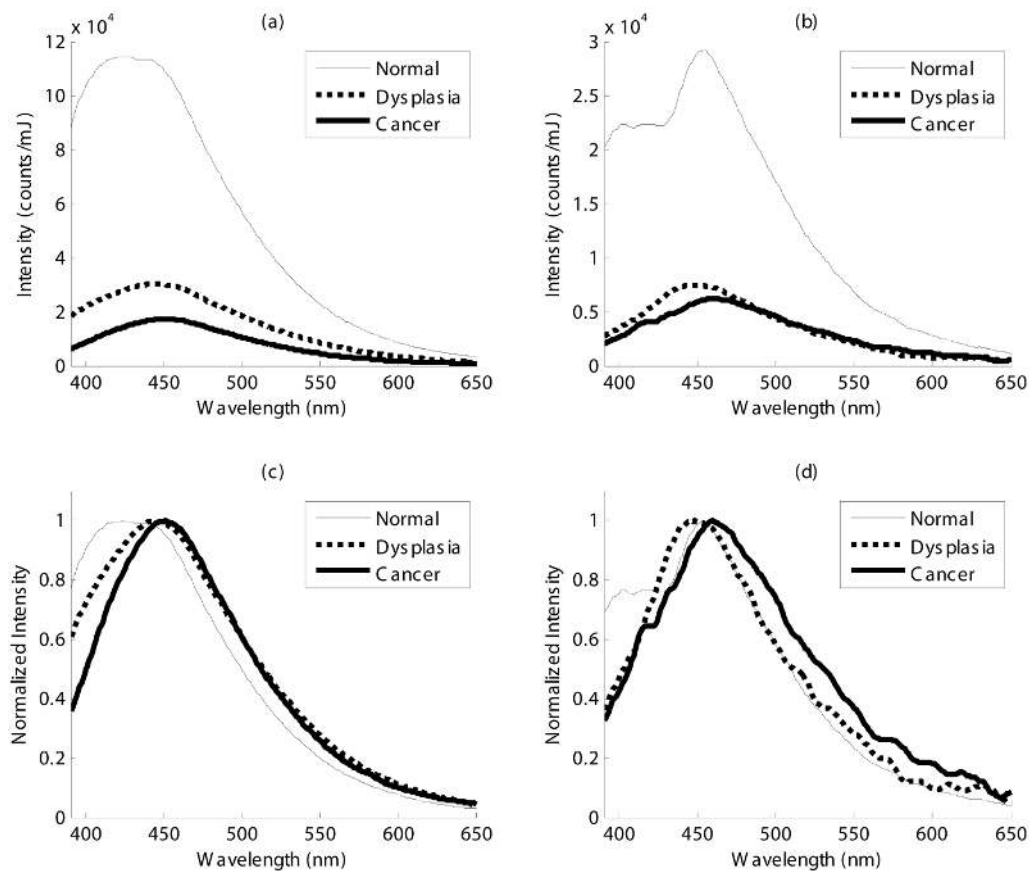 (a)
x 10⁴
12
10
8
6
4
2
0
400 450 500 550 600 650
Intensity (counts/mJ)
Wavelength (nm)
Normal
Dysplasia
Cancer
(b)
x 10⁴
3
2.5
2
1.5
1
0.5
0
400 450 500 550 600 650
Intensity (counts/mJ)
Wavelength (nm)
Normal
Dysplasia
Cancer
(c)
1
0.8
0.6
0.4
0.2
0
400 450 500 550 600 650
Normalized Intensity
Wavelength (nm)
Normal
Dysplasia
Cancer
(d)
1
0.8
0.6
0.4
0.2
0
400 450 500 550 600 650
Normalized Intensity
Wavelength (nm)
Normal
Dysplasia
Cancer